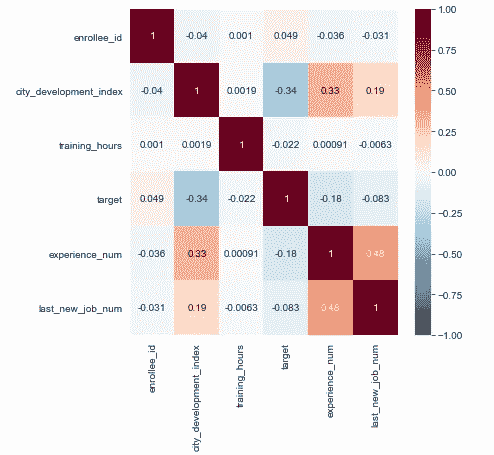 enrollee_id 1 -0.04 0.001 0.049 -0.036 -0.031
city_development_index -0.04 1 0.0019 -0.34 0.33 0.19
training_hours 0.001 0.0019 1 -0.022 0.00091 -0.0063
target 0.049 -0.34 -0.022 1 -0.18 -0.083
experience_num -0.036 0.33 0.00091 -0.18 1 0.48
last_new_job_num -0.031 0.19 -0.0063 -0.083 0.48 1
enrollee_id
city_development_index
training_hours
target
experience_num
last_new_job_num
1.00
0.75
0.50
0.25
0.00
-0.25
-0.50
-0.75
-1.00